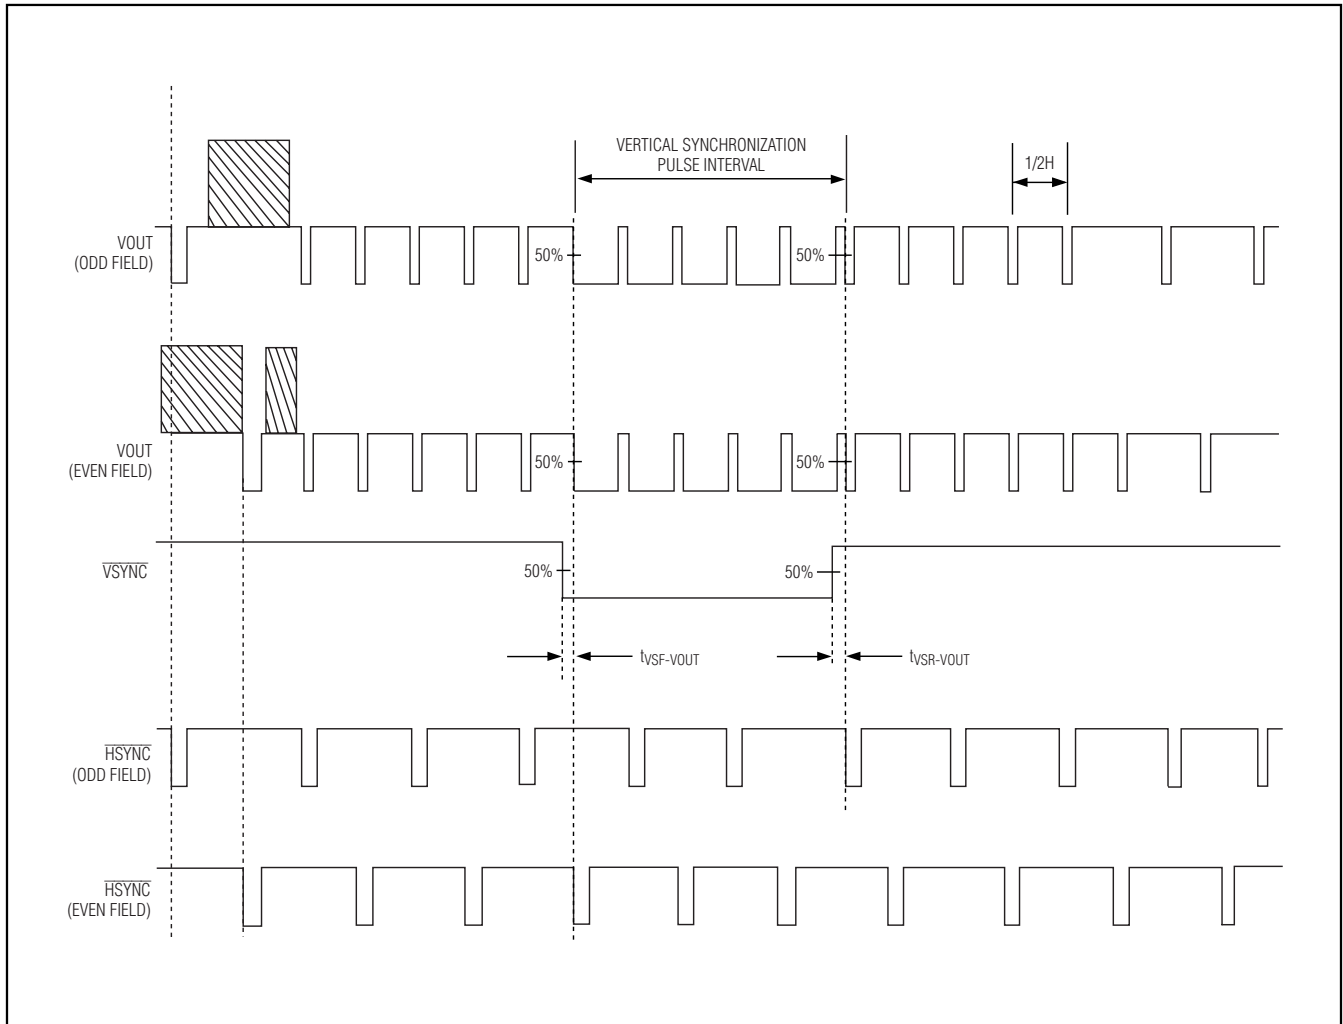 VERTICAL SYNCHRONIZATION
PULSE INTERVAL
1/2H
VOUT
(ODD FIELD)
50%
50%
VOUT
(EVEN FIELD)
50%
50%
VSYNC
50%
50%
tVSF-VOUT
tVSR-VOUT
HSYNC
(ODD FIELD)
HSYNC
(EVEN FIELD)